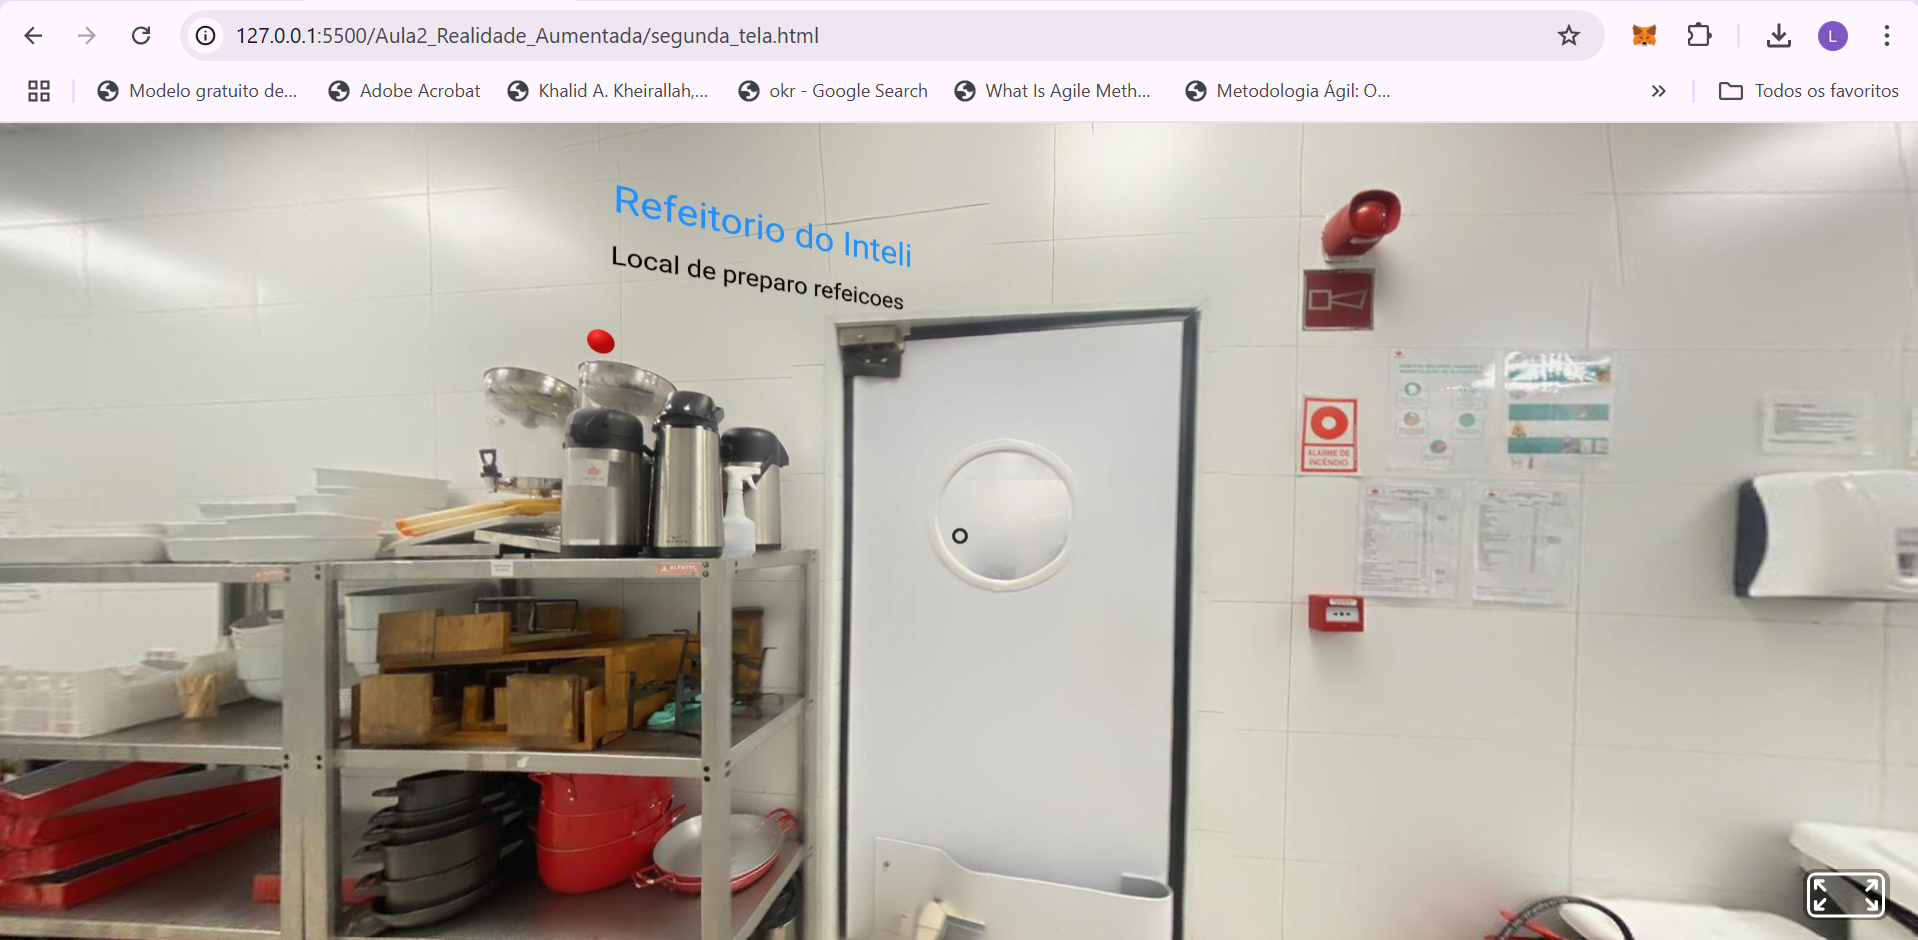 127.0.0.1:5500/Aula2_Realidade_Aumentada/segunda_tela.html
L
Modelo gratuito de...
Adobe Acrobat
Khalid A. Kheirallah,...
okr - Google Search
What Is Agile Meth...
Metodologia Ágil: O...
Todos os favoritos
Refeitorio do Inteli
Local de preparo refeicoes
ALARME DE
INCÊNDIO
ALFATEC